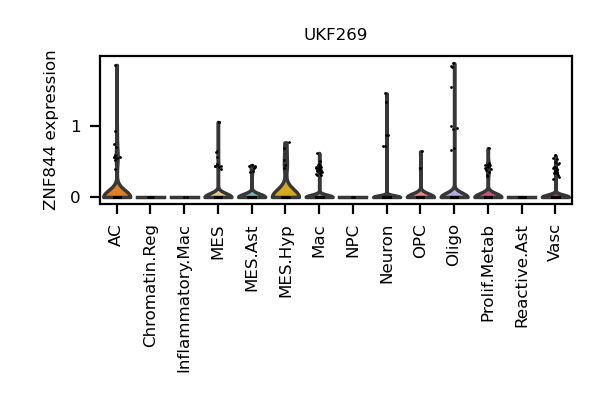 UKF269
ZNF844 expression
1
0
AC
Chromatin.Reg
Inflammatory.Mac
MES
MES.Ast
MES.Hyp
Mac
NPC
Neuron
OPC
Oligo
Prolif.Metab
Reactive.Ast
Vasc